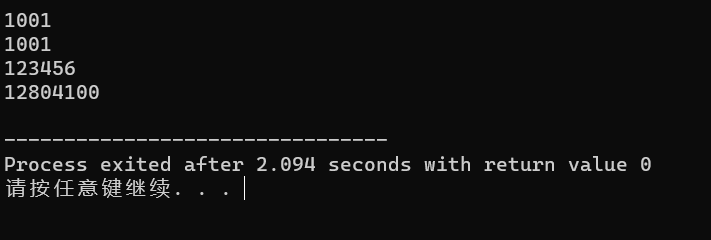 1001
1001
123456
12804100
--------------------------------
Process exited after 2.094 seconds with return value 0
请按任意键继续. . .